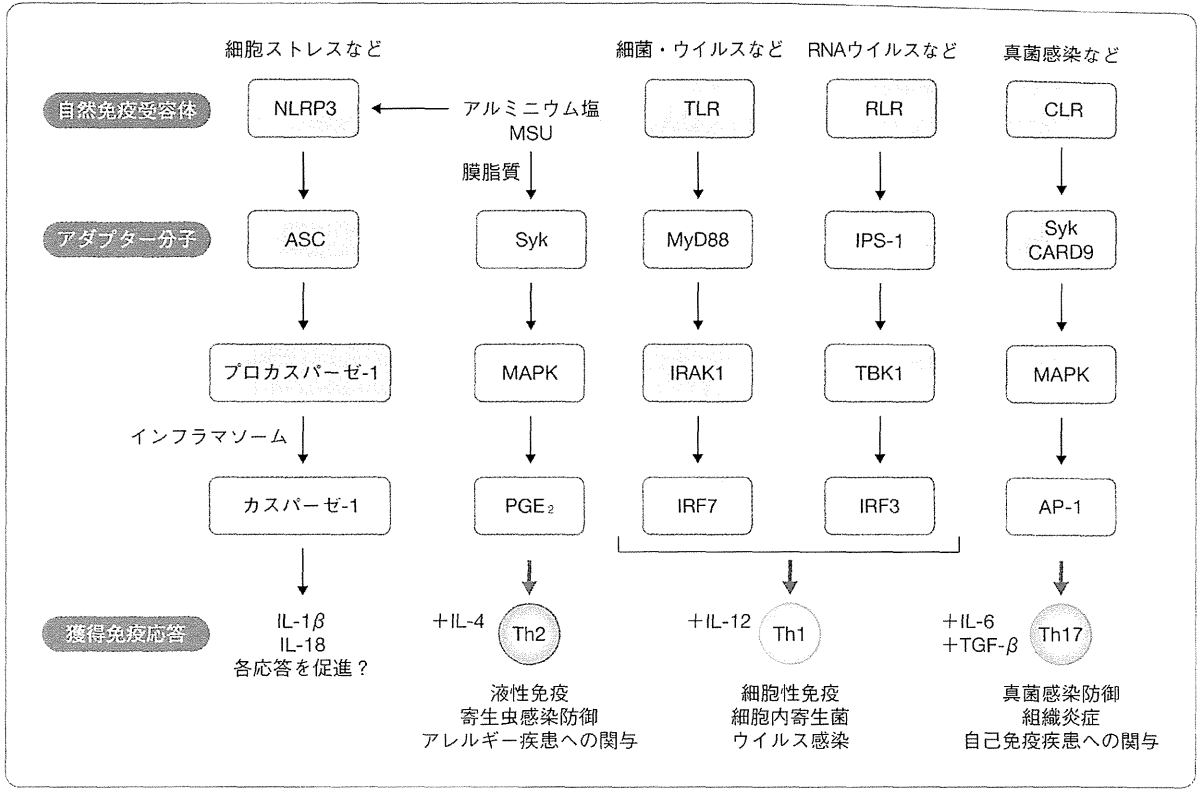 細胞ストレスなど
細菌・ウイルスなど
RNAウイルスなど
真菌感染など
自然免疫受容体
NLRP3
アルミニウム塩
MSU
TLR
RLR
CLR
膜脂質
アダプター分子
ASC
Syk
MyD88
IPS-1
Syk
CARD9
プロカスパーゼ-1
MAPK
IRAK1
TBK1
MAPK
インフラマソーム
カスパーゼ-1
PGE₂
IRF7
IRF3
AP-1
獲得免疫応答
IL-1β
IL-18
各応答を促進？
+IL-4
Th2
+IL-12
Th1
+IL-6
+TGF-β
Th17
液性免疫
寄生虫感染防御
アレルギー疾患への関与
細胞性免疫
細胞内寄生菌
ウイルス感染
真菌感染防御
組織炎症
自己免疫疾患への関与